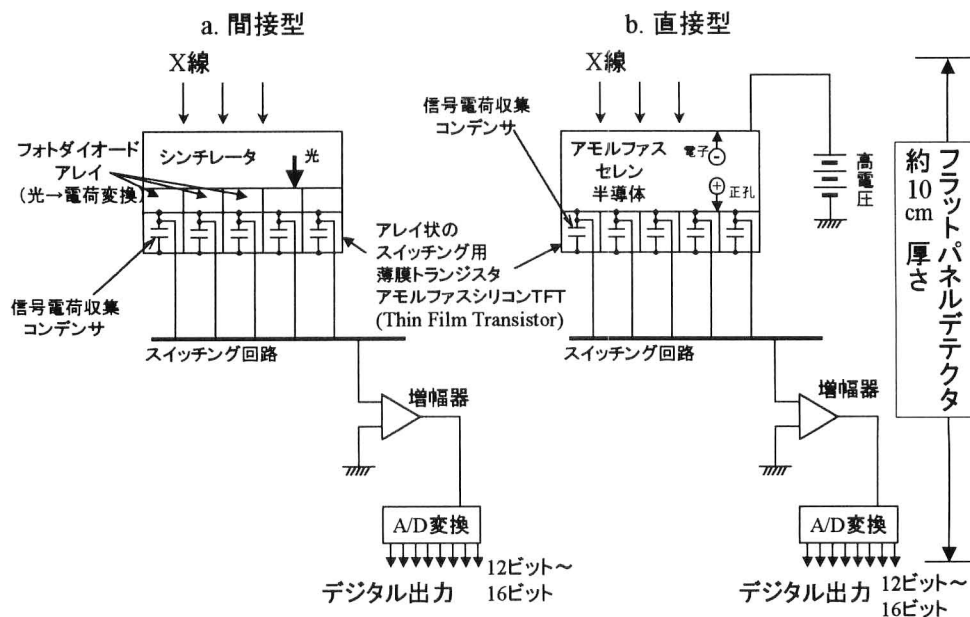 a. 間接型
X線
フォトダイオード
アレイ
(光→電荷変換)
シンチレータ
光
信号電荷収集
コンデンサ
アレイ状の
スイッチング用
薄膜トランジスタ
アモルファスシリコンTFT
(Thin Film Transistor)
スイッチング回路
増幅器
A/D変換
デジタル出力
12ビット～
16ビット
b. 直接型
X線
信号電荷収集
コンデンサ
アモルファス
セレン
半導体
電子
－
＋
正孔
高電圧
スイッチング回路
増幅器
A/D変換
デジタル出力
12ビット～
16ビット
フラットパネルデテクタ
約10cm 厚さ